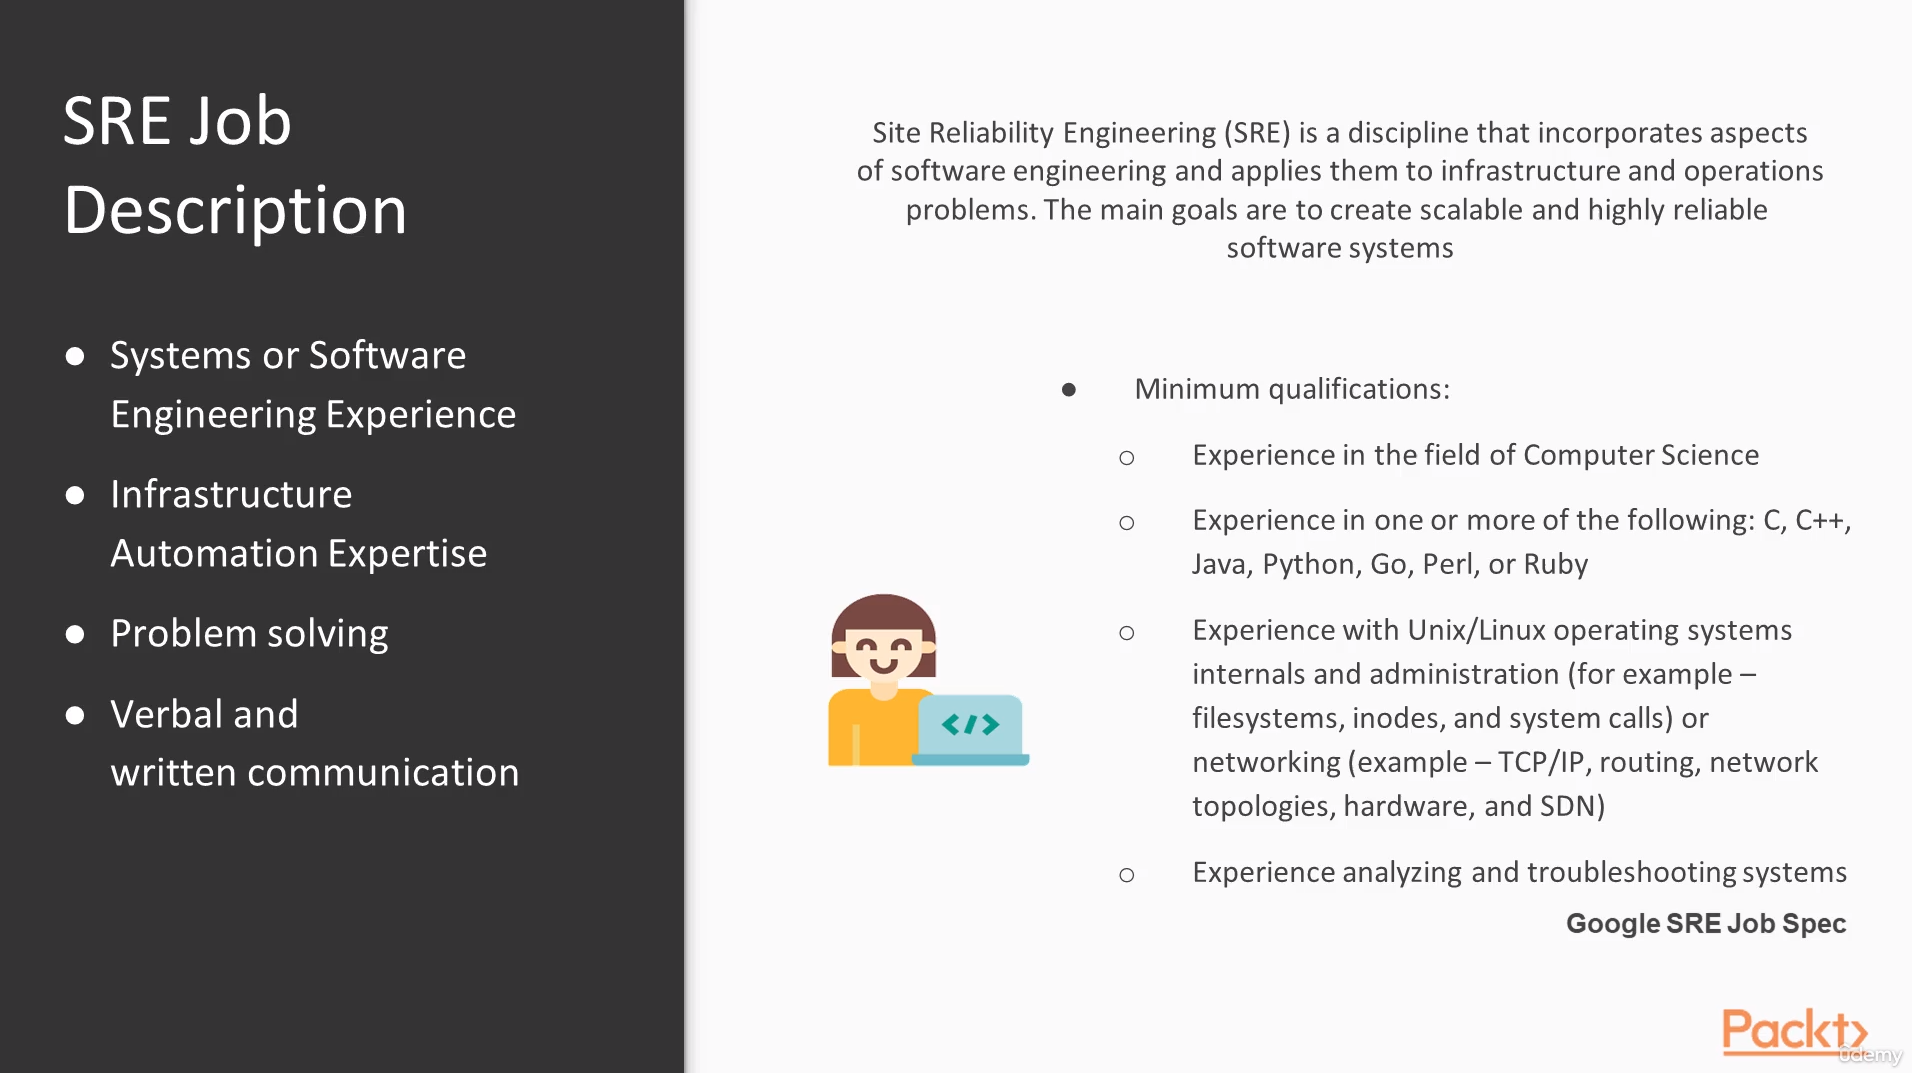 SRE Job
Description
● Systems or Software
Engineering Experience
● Infrastructure
Automation Expertise
● Problem solving
● Verbal and
written communication
Site Reliability Engineering (SRE) is a discipline that incorporates aspects
of software engineering and applies them to infrastructure and operations
problems. The main goals are to create scalable and highly reliable
software systems
● Minimum qualifications:
○ Experience in the field of Computer Science
○ Experience in one or more of the following: C, C++,
Java, Python, Go, Perl, or Ruby
○ Experience with Unix/Linux operating systems
internals and administration (for example –
filesystems, inodes, and system calls) or
networking (example – TCP/IP, routing, network
topologies, hardware, and SDN)
○ Experience analyzing and troubleshooting systems
Google SRE Job Spec
</>
Packt>
ûdemy